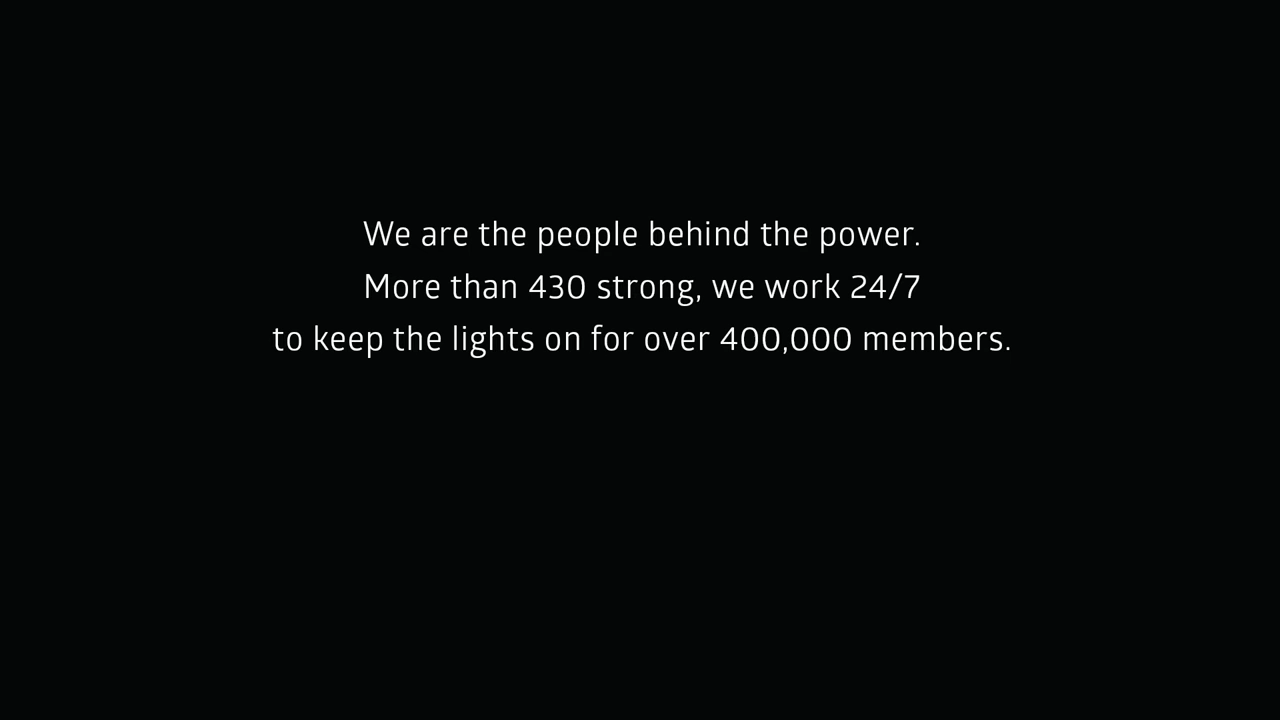 We are the people behind the power.
More than 430 strong, we work 24/7
to keep the lights on for over 400,000 members.